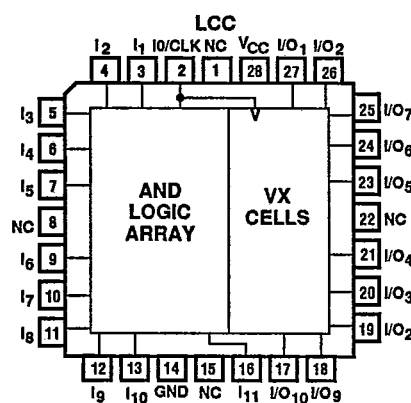 LCC
I2 I1 I0/CLK NC VCC I/O1 I/O2
4 3 2 1 28 27 26
I3 5 25 I/O7
I4 6 24 I/O6
I5 7 23 I/O5
AND LOGIC ARRAY
VX CELLS
NC 8 22 NC
I6 9 21 I/O4
I7 10 20 I/O3
I8 11 19 I/O2
12 13 14 15 16 17 18
I9 I10 GND NC I11 I/O10 I/O9